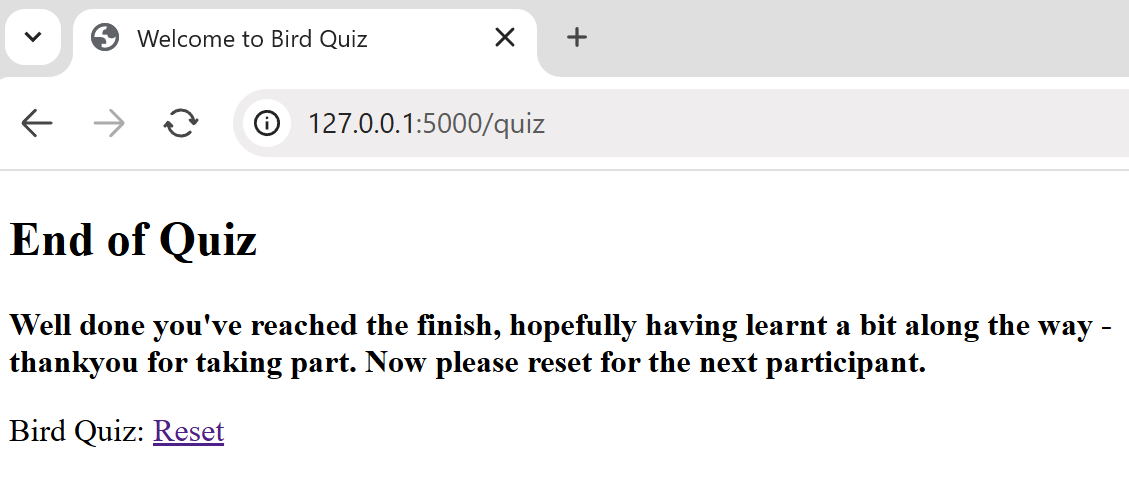 Welcome to Bird Quiz
127.0.0.1:5000/quiz
End of Quiz
Well done you've reached the finish, hopefully having learnt a bit along the way -
thankyou for taking part. Now please reset for the next participant.
Bird Quiz: Reset